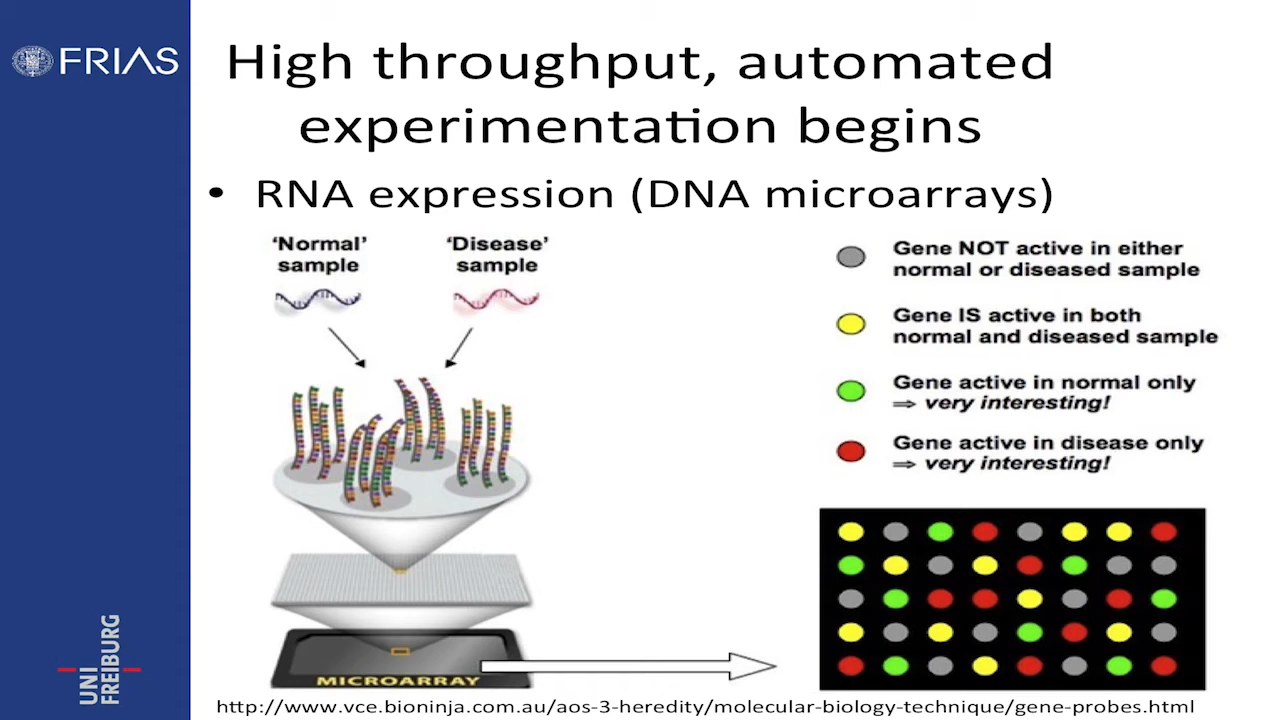 FRIAS
High throughput, automated
experimentation begins
• RNA expression (DNA microarrays)
‘Normal’
sample
‘Disease’
sample
Gene NOT active in either
normal or diseased sample
Gene IS active in both
normal and diseased sample
Gene active in normal only
⇒ very interesting!
Gene active in disease only
⇒ very interesting!
MICROARRAY
UNI
FREIBURG
http://www.vce.bioninja.com.au/aos-3-heredity/molecular-biology-technique/gene-probes.html